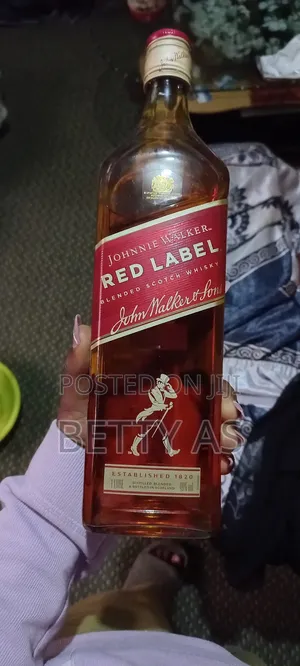 JOHNNIE WALKER
RED LABEL
BLENDED SCOTCH WHISKY
John Walker & Sons
POSTED ON JIJI
BETTY AS
ESTABLISHED 1820